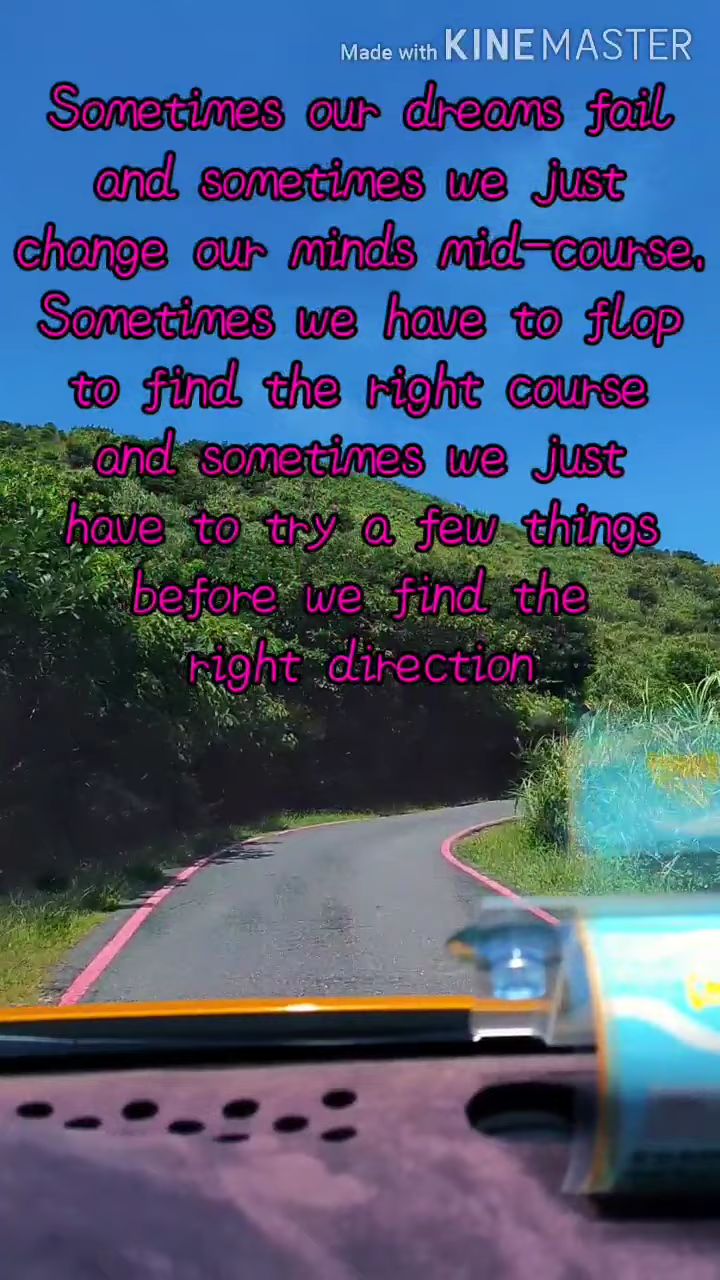 Made with KINEMASTER
Sometimes our dreams fail
and sometimes we just
change our minds mid-course.
Sometimes we have to flop
to find the right course
and sometimes we just
have to try a few things
before we find the
right direction